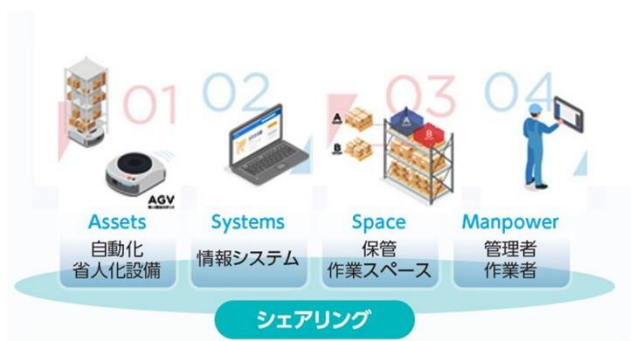 01
02
03
04
A
B
A
B
AGV
Assets
Systems
Space
Manpower
自動化
省人化設備
情報システム
保管
作業スペース
管理者
作業者
シェアリング